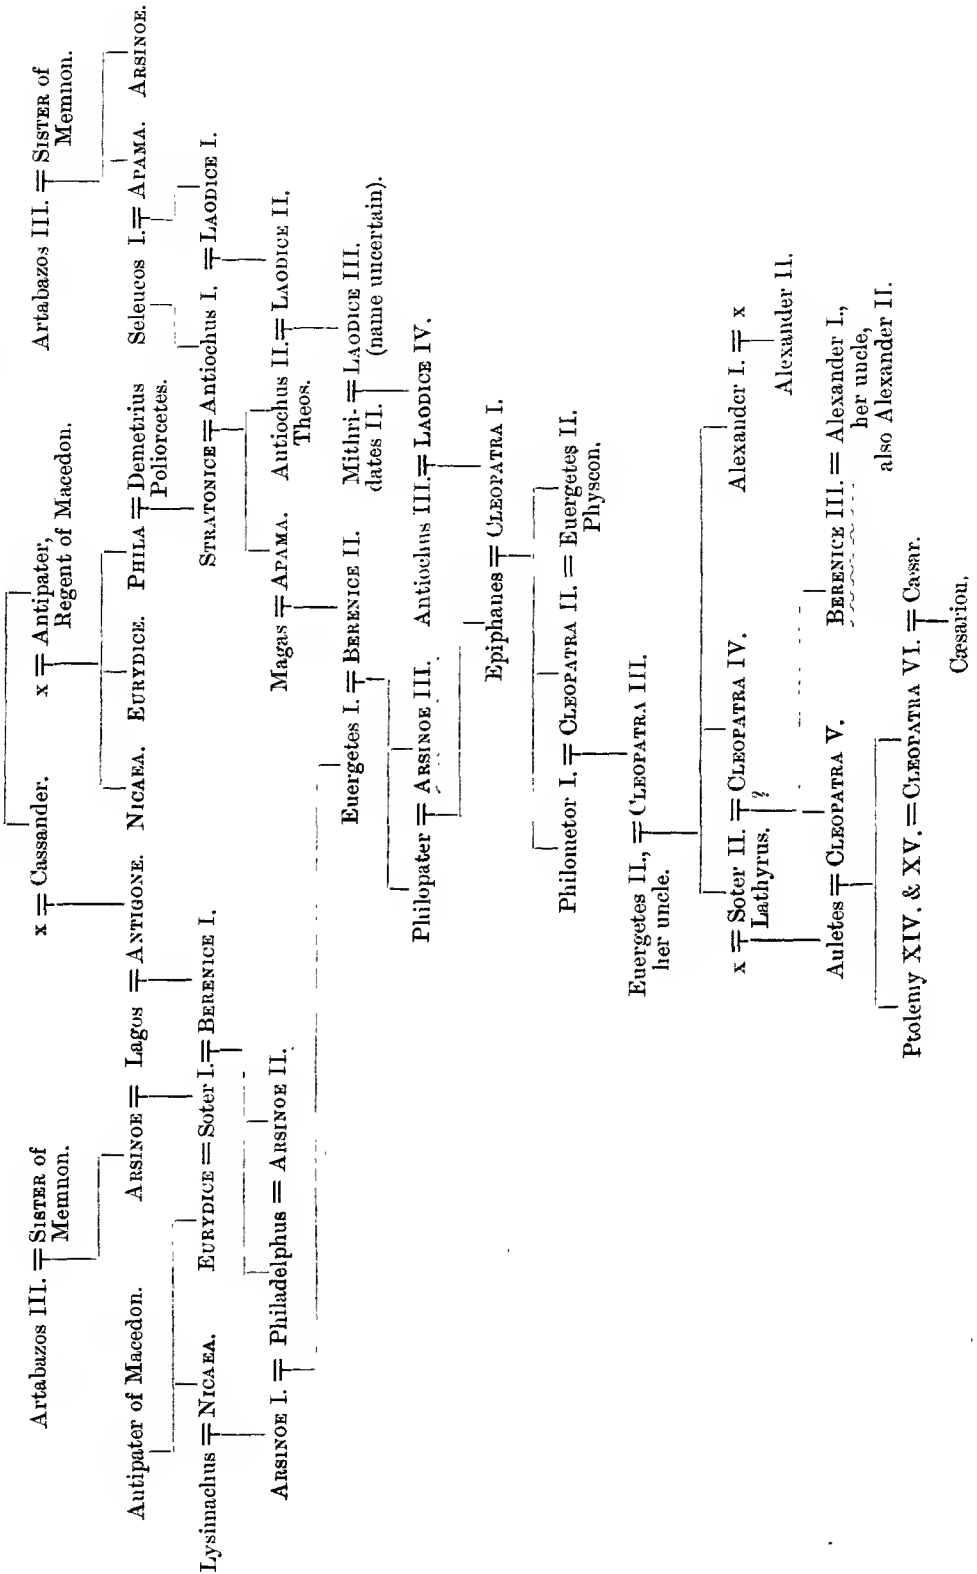 Artabazos III. = SISTER of
Memnon.
x = Cassander.
x = Antipater,
Regent of Macedon.
Artabazos III. = SISTER of
Memnon.
Autipater of Macedon.
ARSINOE = Lagos = ANTIGONE.
NICAEA. EURYDICE. PHILA = Demetrius
Poliorcetes.
Seleucos I. = APAMA. ARSINOE.
Lysimachus = NICAEA.
EURYDICE = Soter I. = BERENICE I.
STRATONICE = Antiochus I. = LAODICE I.
ARSINOE I. = Philadelphus = ARSINOE II.
Magas = APAMA.
Antiochus II. = LAODICE II.
Theos.
Euergetes I. = BERENICE II.
Mithri- = LAODICE III.
dates II. (name uncertain).
Philopater = ARSINOE III.
Antiochus III. = LAODICE IV.
Epiphanes = CLEOPATRA I.
Philometor I. = CLEOPATRA II. = Euergetes II.
Physcon.
Euergetes II., = CLEOPATRA III.
her uncle.
x = Soter II. = CLEOPATRA IV.
Lathyrus. ?
Alexander I. = x
Alexander II.
Auletes = CLEOPATRA V.
BERENICE III. = Alexander I.,
her uncle,
also Alexander II.
Ptolemy XIV. & XV. = CLEOPATRA VI. = Cæsar.
Cæsariou.